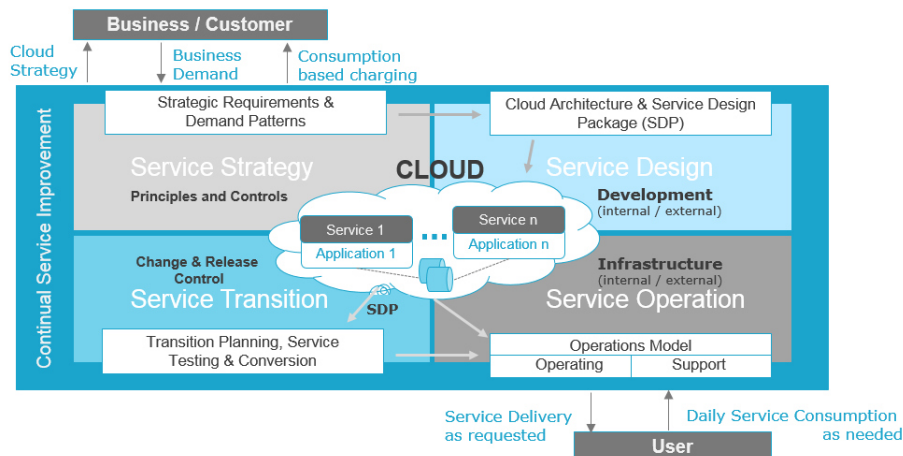 Business / Customer
Cloud
Strategy
Business
Demand
Consumption
based charging
Continual Service Improvement
Strategic Requirements &
Demand Patterns
Cloud Architecture & Service Design
Package (SDP)
Service Strategy
CLOUD
Service Design
Principles and Controls
Development
(internal / external)
Service 1
Application 1
Service n
Application n
Change & Release
Control
Infrastructure
(internal / external)
Service Transition
SDP
Service Operation
Transition Planning, Service
Testing & Conversion
Operations Model
Operating
Support
Service Delivery
as requested
Daily Service Consumption
as needed
User